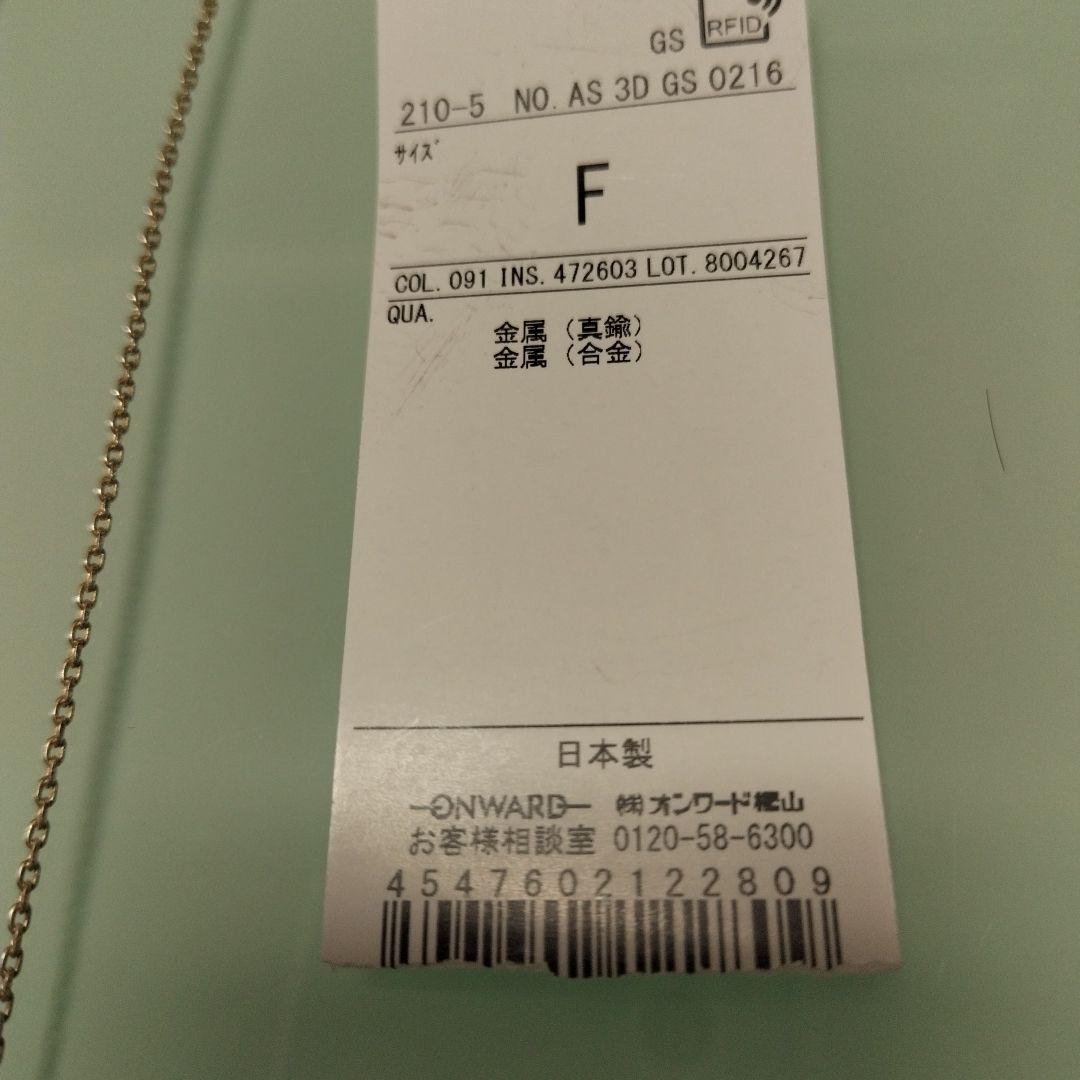 RFID
GS
210-5 NO. AS 3D GS 0216
ｻｲｽﾞ
F
COL. 091 INS. 472603 LOT. 8004267
QUA.
金属（真鍮）
金属（合金）
日本製
ONWARD ㈱オンワード樫山
お客様相談室 0120-58-6300
4547602122809